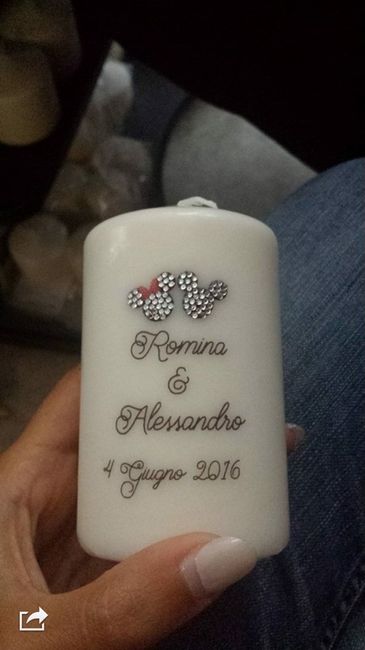 Romina
&
Alessandro
4 Giugno 2016